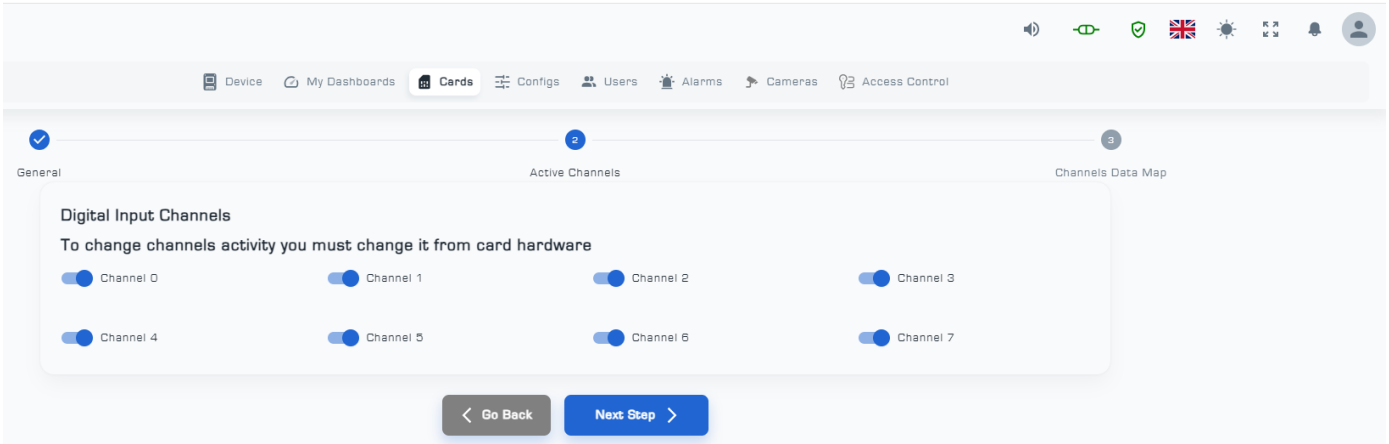 Device My Dashboards Cards Configs Users Alarms Cameras Access Control
2 3
General Active Channels Channels Data Map
Digital Input Channels
To change channels activity you must change it from card hardware
Channel 0 Channel 1 Channel 2 Channel 3
Channel 4 Channel 5 Channel 6 Channel 7
Go Back Next Step